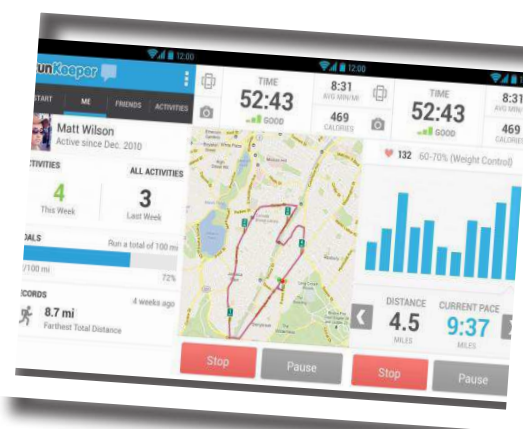 12:00
RunKeeper
START ME FRIENDS ACTIVITIES
Matt Wilson
Active since Dec. 2010
ACTIVITIES ALL ACTIVITIES
4 3
This Week Last Week
GOALS Run a total of 100 mi
/100 mi 72%
RECORDS 4 weeks ago
8.7 mi
Farthest Total Distance
12:00
TIME 8:31
52:43 AVG MIN/MI
GOOD 469
CALORIES
Stop Pause
12:00
TIME 8:31
52:43 AVG MIN/MI
GOOD 469
CALORIES
132 60-70% (Weight Control)
DISTANCE CURRENT PACE
4.5 9:37
MILES MILES
Stop Pause